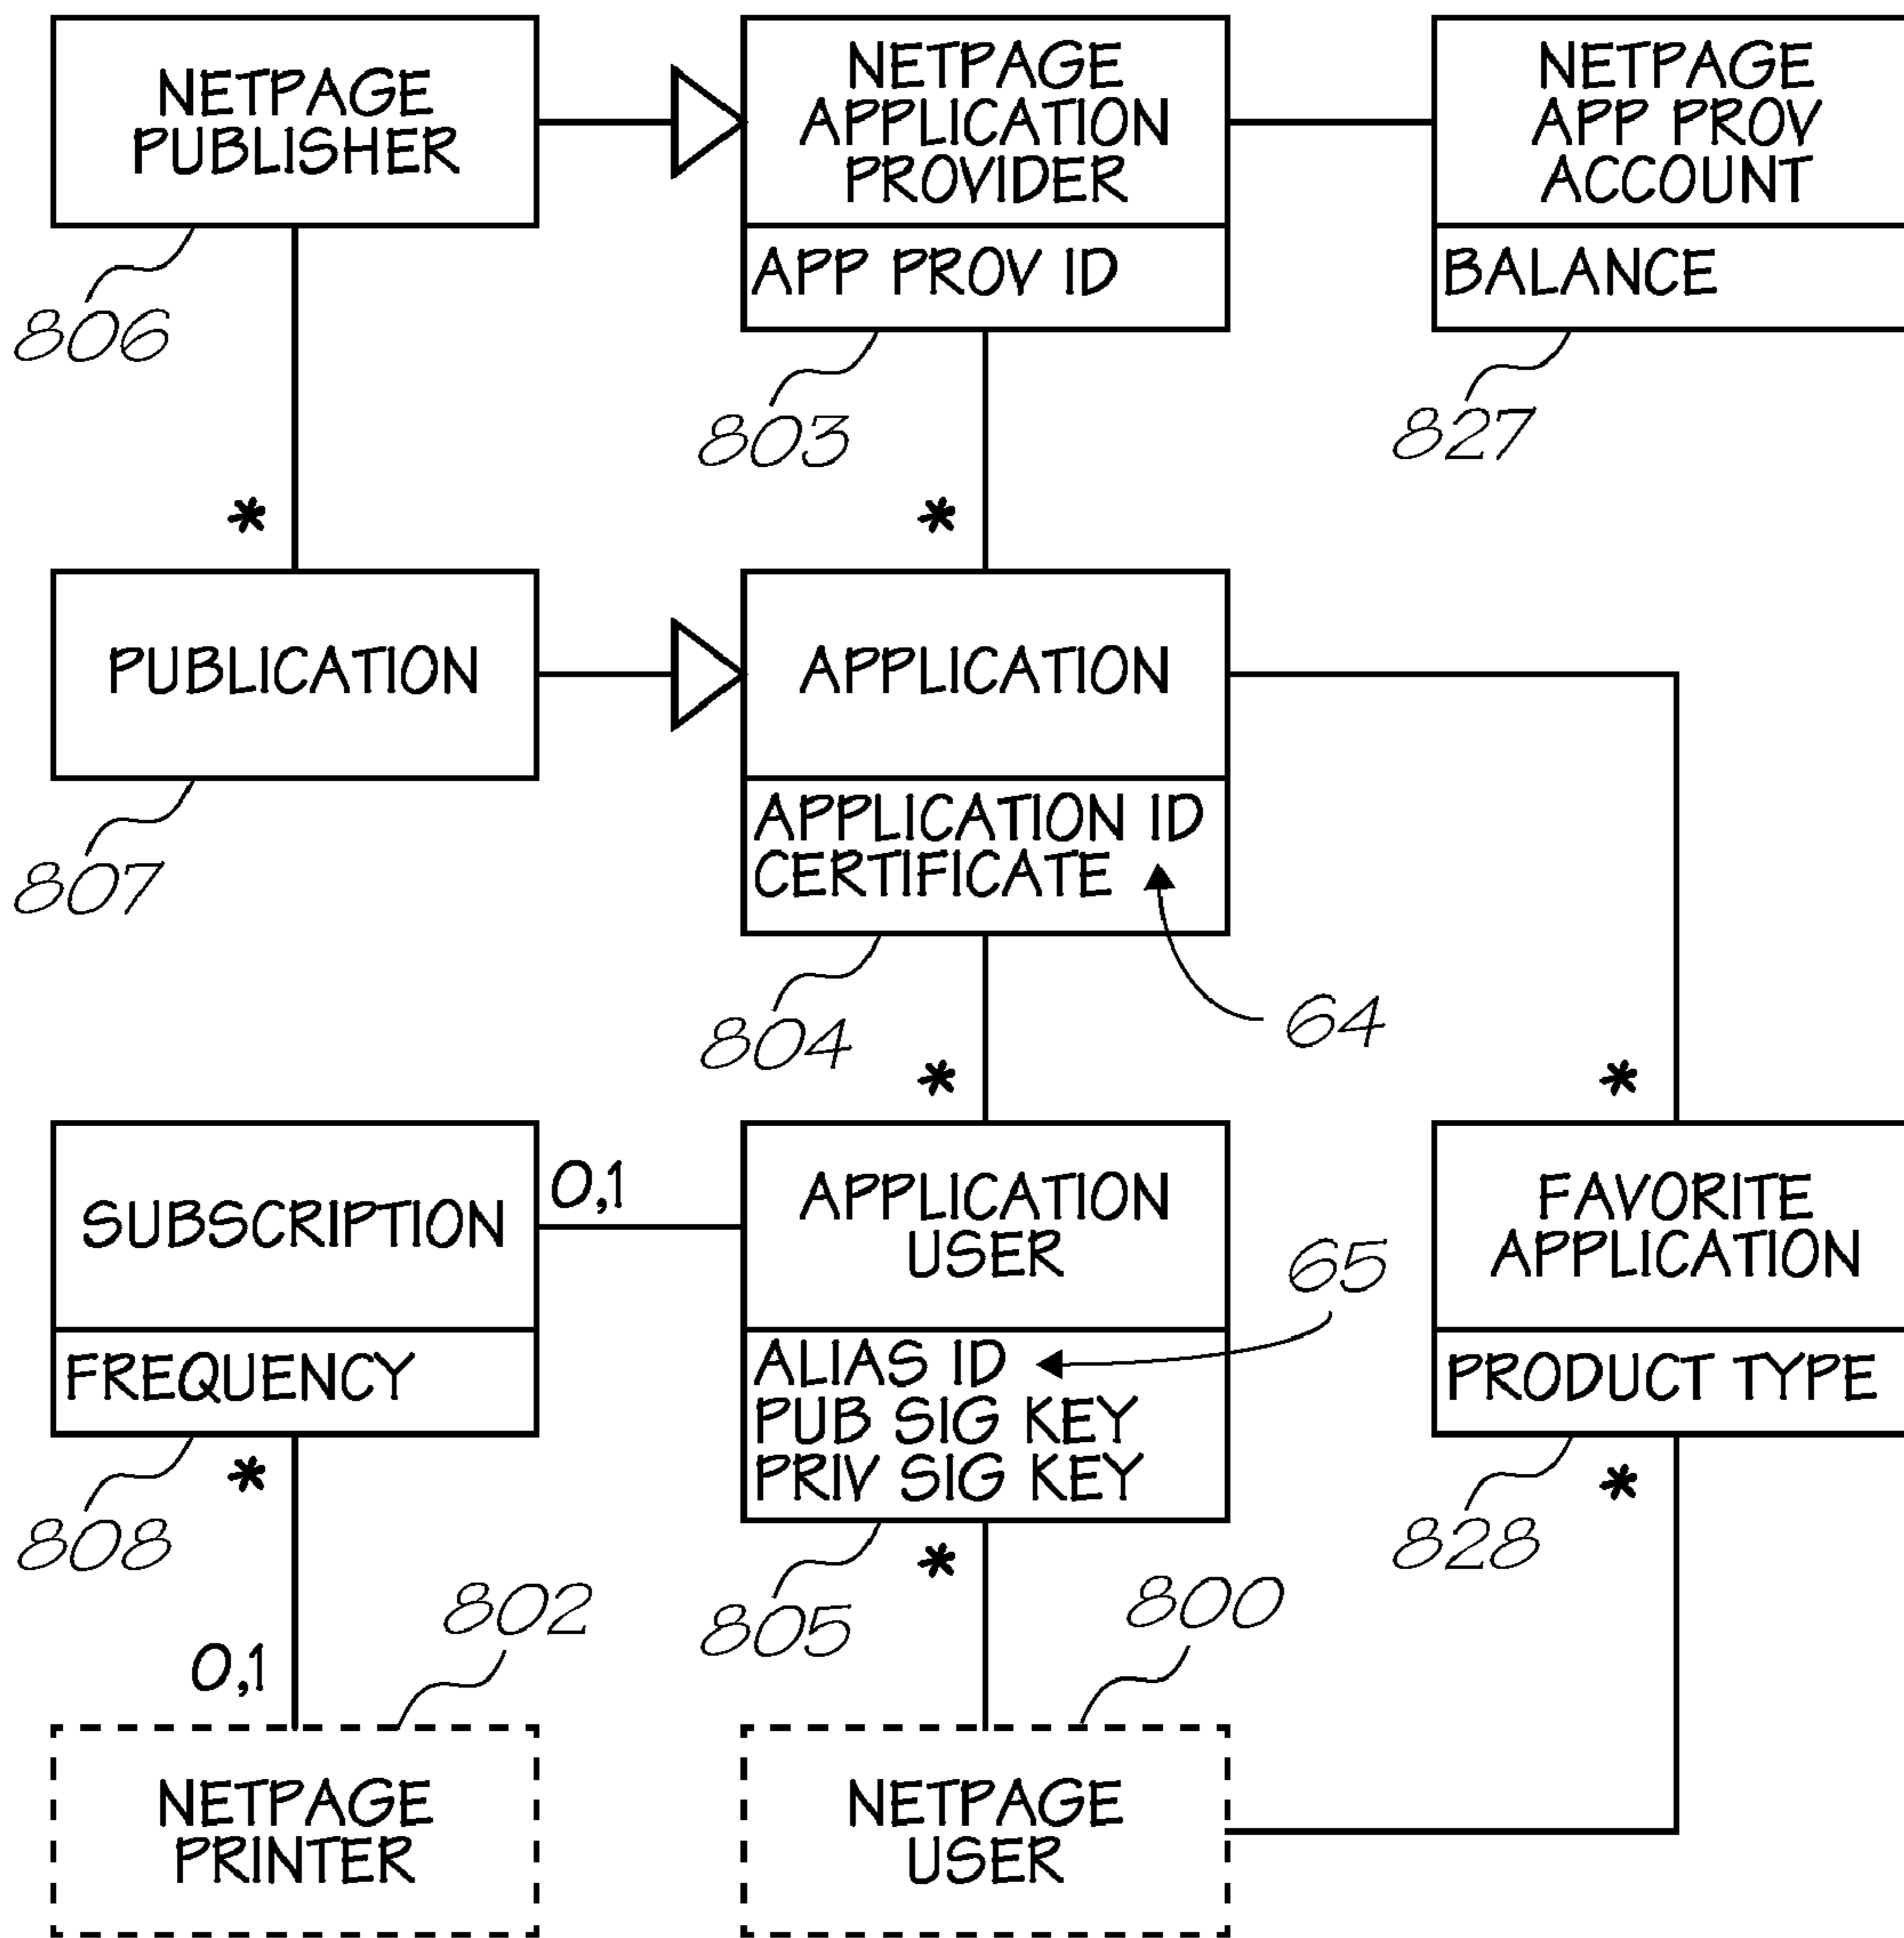 NETPAGE
PUBLISHER
NETPAGE
APPLICATION
PROVIDER
APP PROV ID
NETPAGE
APP PROV
ACCOUNT
BALANCE
806
803
827
*
*
PUBLICATION
APPLICATION
APPLICATION ID
CERTIFICATE
807
804
64
*
*
SUBSCRIPTION
FREQUENCY
0,1
APPLICATION
USER
ALIAS ID
PUB SIG KEY
PRIV SIG KEY
65
FAVORITE
APPLICATION
PRODUCT TYPE
808
*
802
805
*
800
828
*
0,1
NETPAGE
PRINTER
NETPAGE
USER